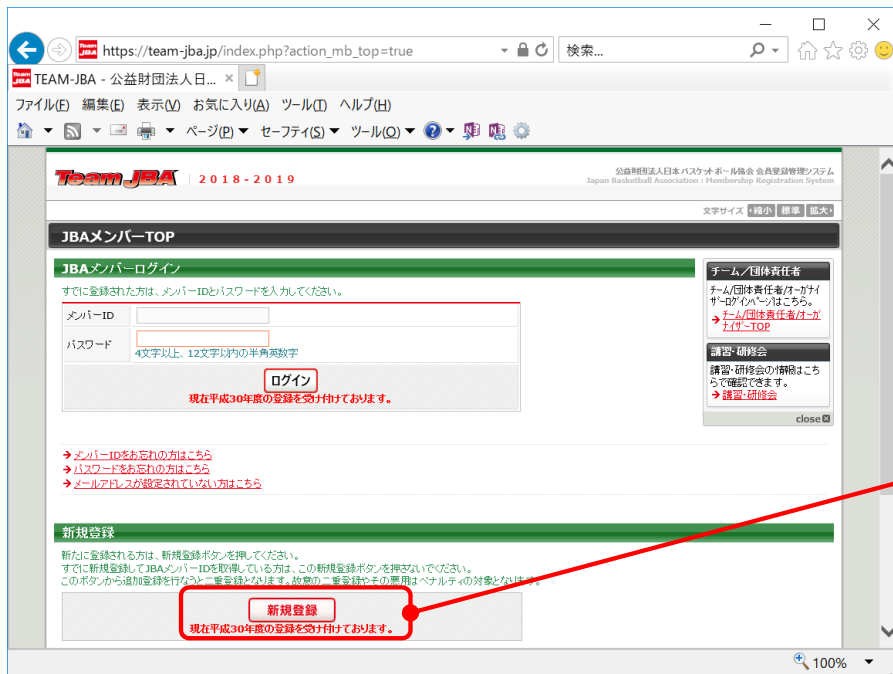 https://team-jba.jp/index.php?action_mb_top=true
検索...
TEAM-JBA - 公益財団法人日...
ファイル(F) 編集(E) 表示(V) お気に入り(A) ツール(T) ヘルプ(H)
ページ(P) セーフティ(S) ツール(O)
Team JBA 2018-2019
公益財団法人日本バスケットボール協会 会員登録管理システム
Japan Basketball Association : Membership Registration System
文字サイズ 縮小 標準 拡大
JBAメンバーTOP
JBAメンバーログイン
すでに登録された方は、メンバーIDとパスワードを入力してください。
メンバーID
パスワード
4文字以上、12文字以内の半角英数字
ログイン
現在平成30年度の登録を受け付けております。
チーム/団体責任者
チーム/団体責任者/オーガナイ
ザーログインページはこちら。
チーム/団体責任者/オーガ
ナイザーTOP
講習・研修会
講習・研修会の情報はこち
らで確認できます。
講習・研修会
close
メンバーIDをお忘れの方はこちら
パスワードをお忘れの方はこちら
メールアドレスが設定されていない方はこちら
新規登録
新たに登録される方は、新規登録ボタンを押してください。
すでに新規登録してJBAメンバーIDを取得している方は、この新規登録ボタンを押さないでください。
このボタンから追加登録を行なうと二重登録となります。故意の二重登録やその悪用はペナルティの対象となります。
新規登録
現在平成30年度の登録を受け付けております。
100%